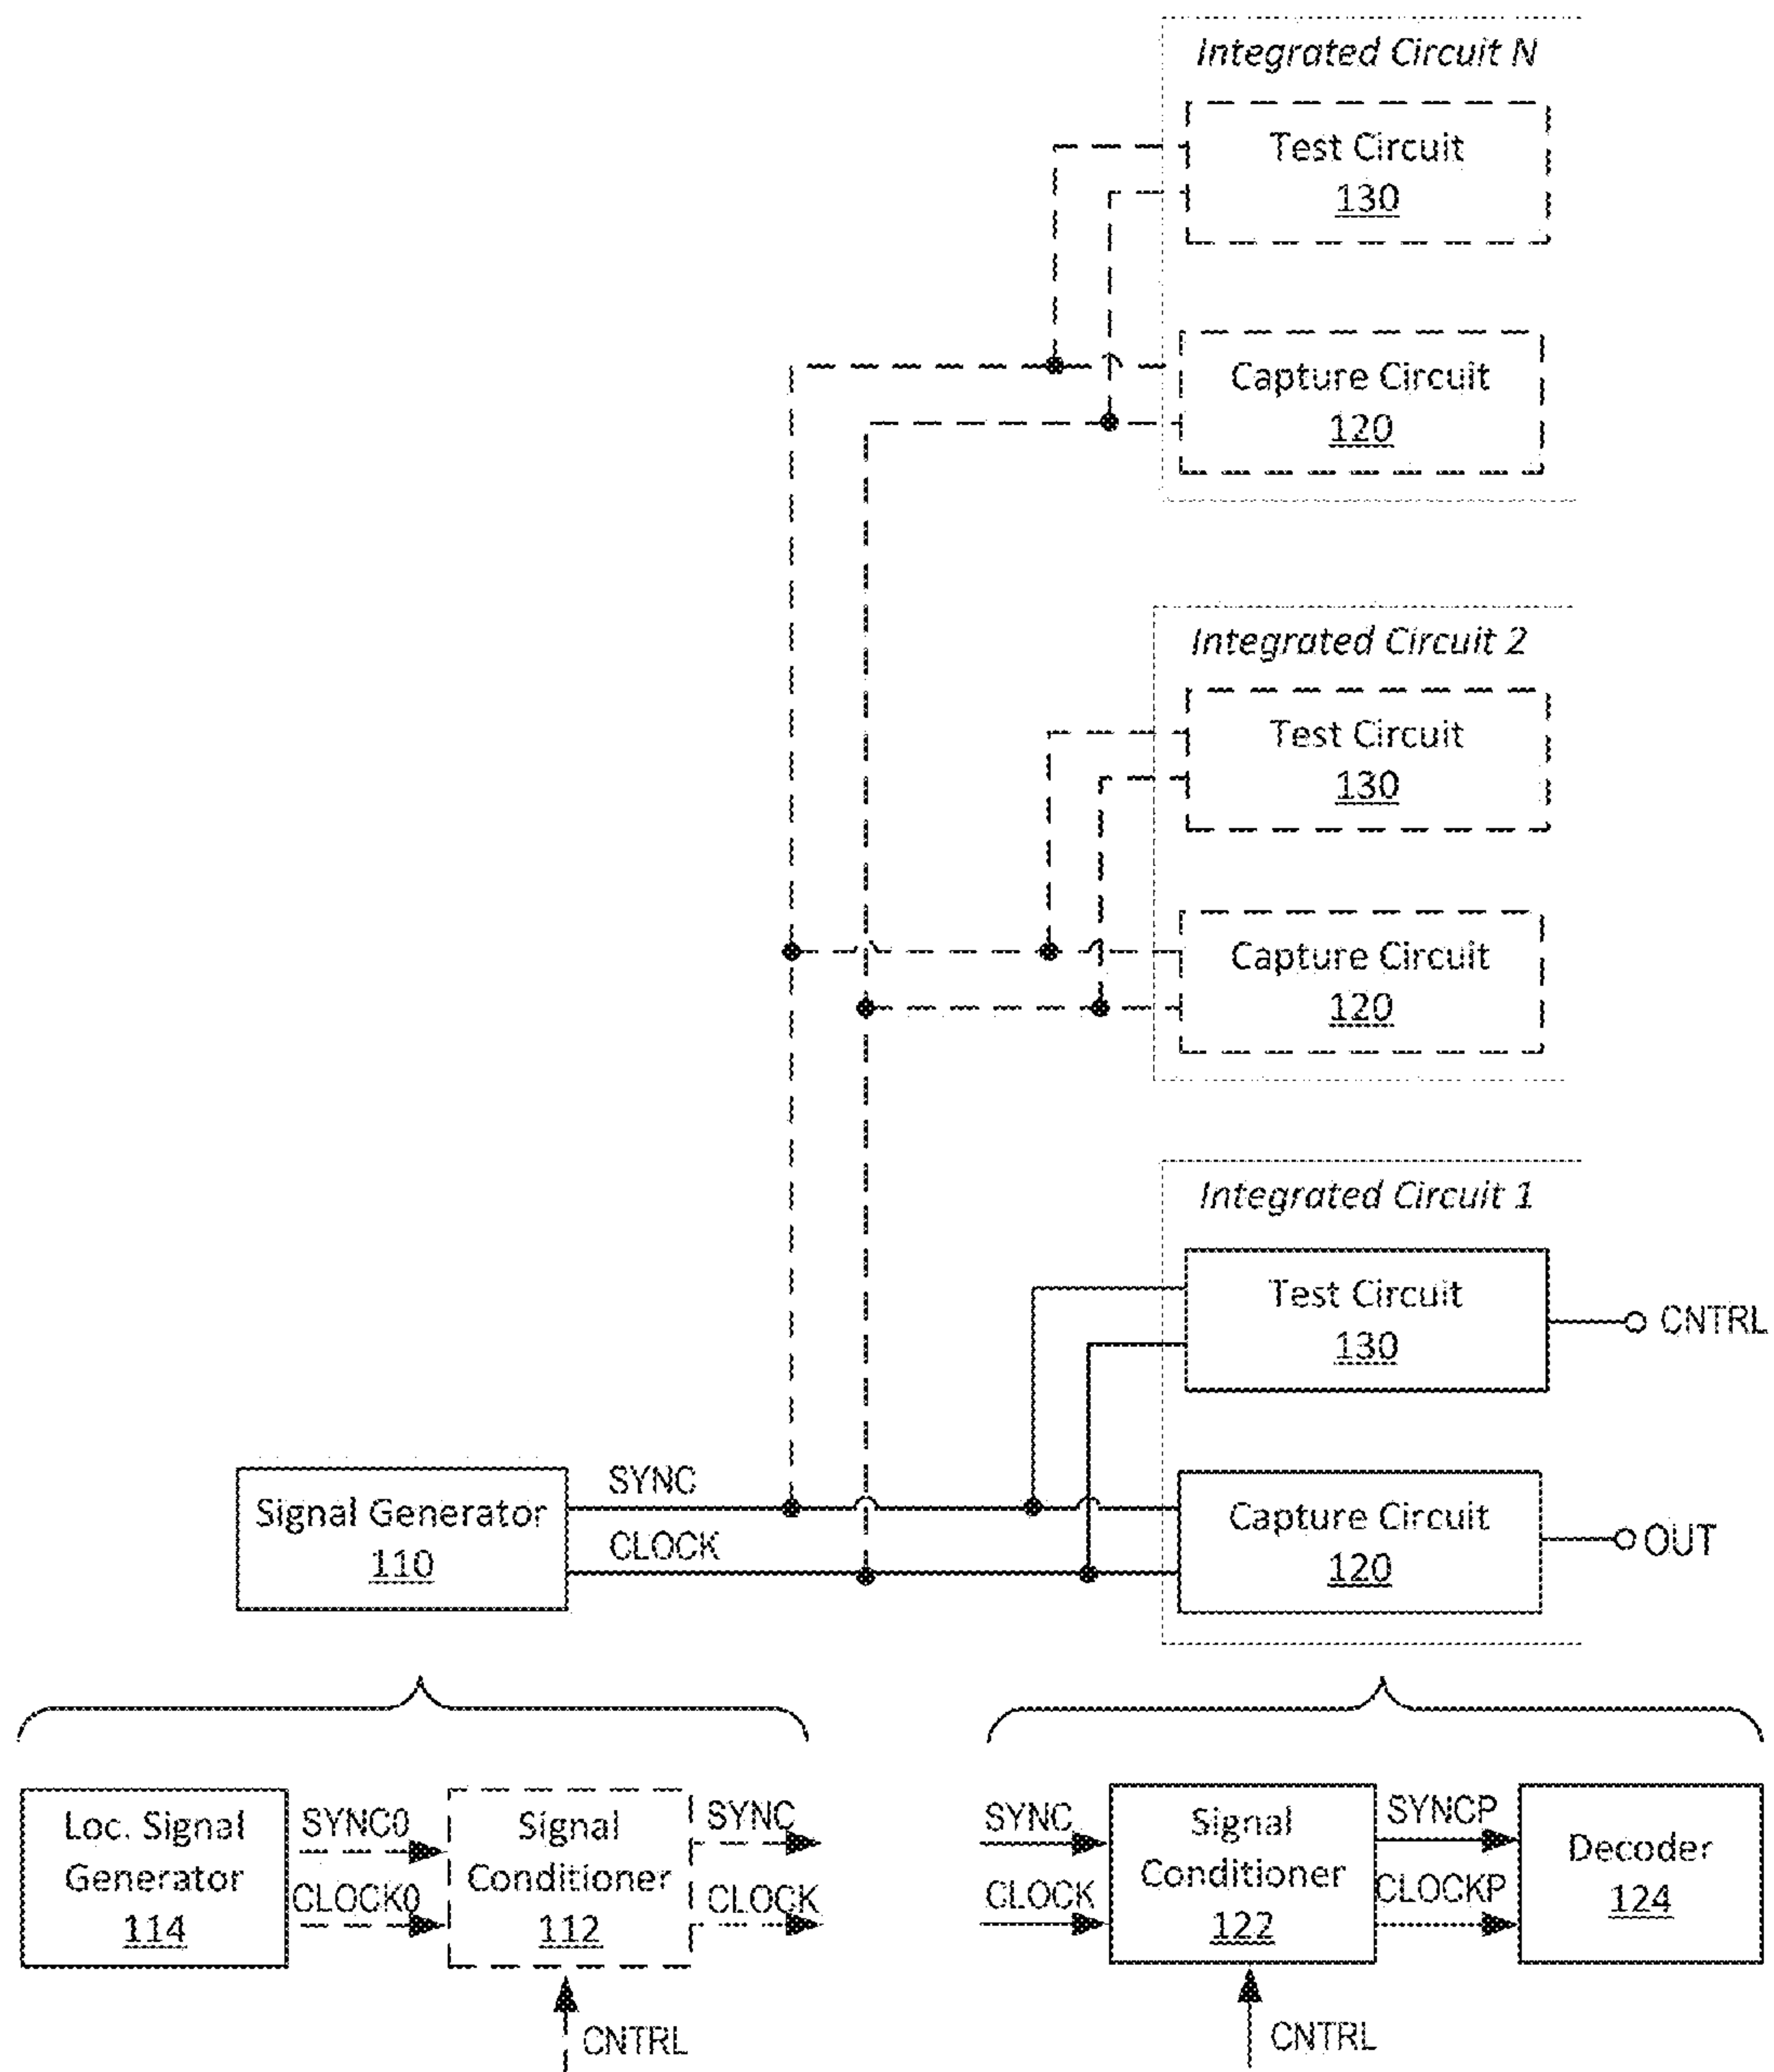 Integrated Circuit N
Test Circuit
130
Capture Circuit
120
Integrated Circuit 2
Test Circuit
130
Capture Circuit
120
Integrated Circuit 1
Test Circuit
130
CNTRL
SYNC
CLOCK
Signal Generator
110
Capture Circuit
120
OUT
Loc. Signal
Generator
114
SYNC0
CLOCK0
Signal
Conditioner
112
SYNC
CLOCK
CNTRL
SYNC
CLOCK
Signal
Conditioner
122
SYNCP
CLOCKP
Decoder
124
CNTRL